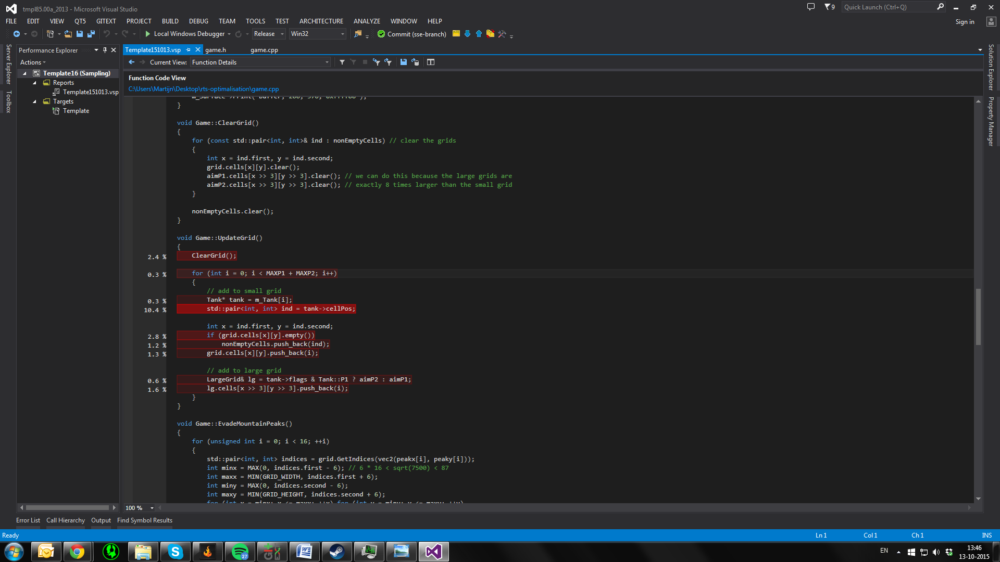 tmpl85.00a_2013 - Microsoft Visual Studio
9
Quick Launch (Ctrl+Q)
FILE EDIT VIEW QT5 GITEXT PROJECT BUILD DEBUG TEAM TOOLS TEST ARCHITECTURE ANALYZE WINDOW HELP
Sign in
Local Windows Debugger Release Win32 Commit (sse-branch)
Server Explorer
Toolbox
Performance Explorer
Actions
Template16 (Sampling)
Reports
Template151013.vsp
Targets
Template
Template151013.vsp game.h game.cpp
Current View: Function Details
Function Code View
C:\Users\Martijn\Desktop\rts-optimalisation\game.cpp
}
void Game::ClearGrid()
{
for (const std::pair<int, int>& ind : nonEmptyCells) // clear the grids
{
int x = ind.first, y = ind.second;
grid.cells[x][y].clear();
aimP1.cells[x >> 3][y >> 3].clear(); // we can do this because the large grids are
aimP2.cells[x >> 3][y >> 3].clear(); // exactly 8 times larger than the small grid
}
nonEmptyCells.clear();
}
void Game::UpdateGrid()
{
2.4 % ClearGrid();
0.3 % for (int i = 0; i < MAXP1 + MAXP2; i++)
{
// add to small grid
0.3 % Tank* tank = m_Tank[i];
10.4 % std::pair<int, int> ind = tank->cellPos;
int x = ind.first, y = ind.second;
2.8 % if (grid.cells[x][y].empty())
1.2 % nonEmptyCells.push_back(ind);
1.3 % grid.cells[x][y].push_back(i);
// add to large grid
0.6 % LargeGrid& lg = tank->flags & Tank::P1 ? aimP2 : aimP1;
1.6 % lg.cells[x >> 3][y >> 3].push_back(i);
}
}
void Game::EvadeMountainPeaks()
{
for (unsigned int i = 0; i < 16; ++i)
{
std::pair<int, int> indices = grid.GetIndices(vec2(peakx[i], peaky[i]));
int minx = MAX(0, indices.first - 6); // 6 * 16 < sqrt(7500) < 87
int maxx = MIN(GRID_WIDTH, indices.first + 6);
int miny = MAX(0, indices.second - 6);
int maxy = MIN(GRID_HEIGHT, indices.second + 6);
for (int x = minx; x <= maxx; ++x) for (int y = miny; y <= maxy; ++y)
100 %
Solution Explorer
Property Manager
Error List Call Hierarchy Output Find Symbol Results
Ready Ln 1 Col 1 Ch 1 INS
27
EN
13:46
13-10-2015